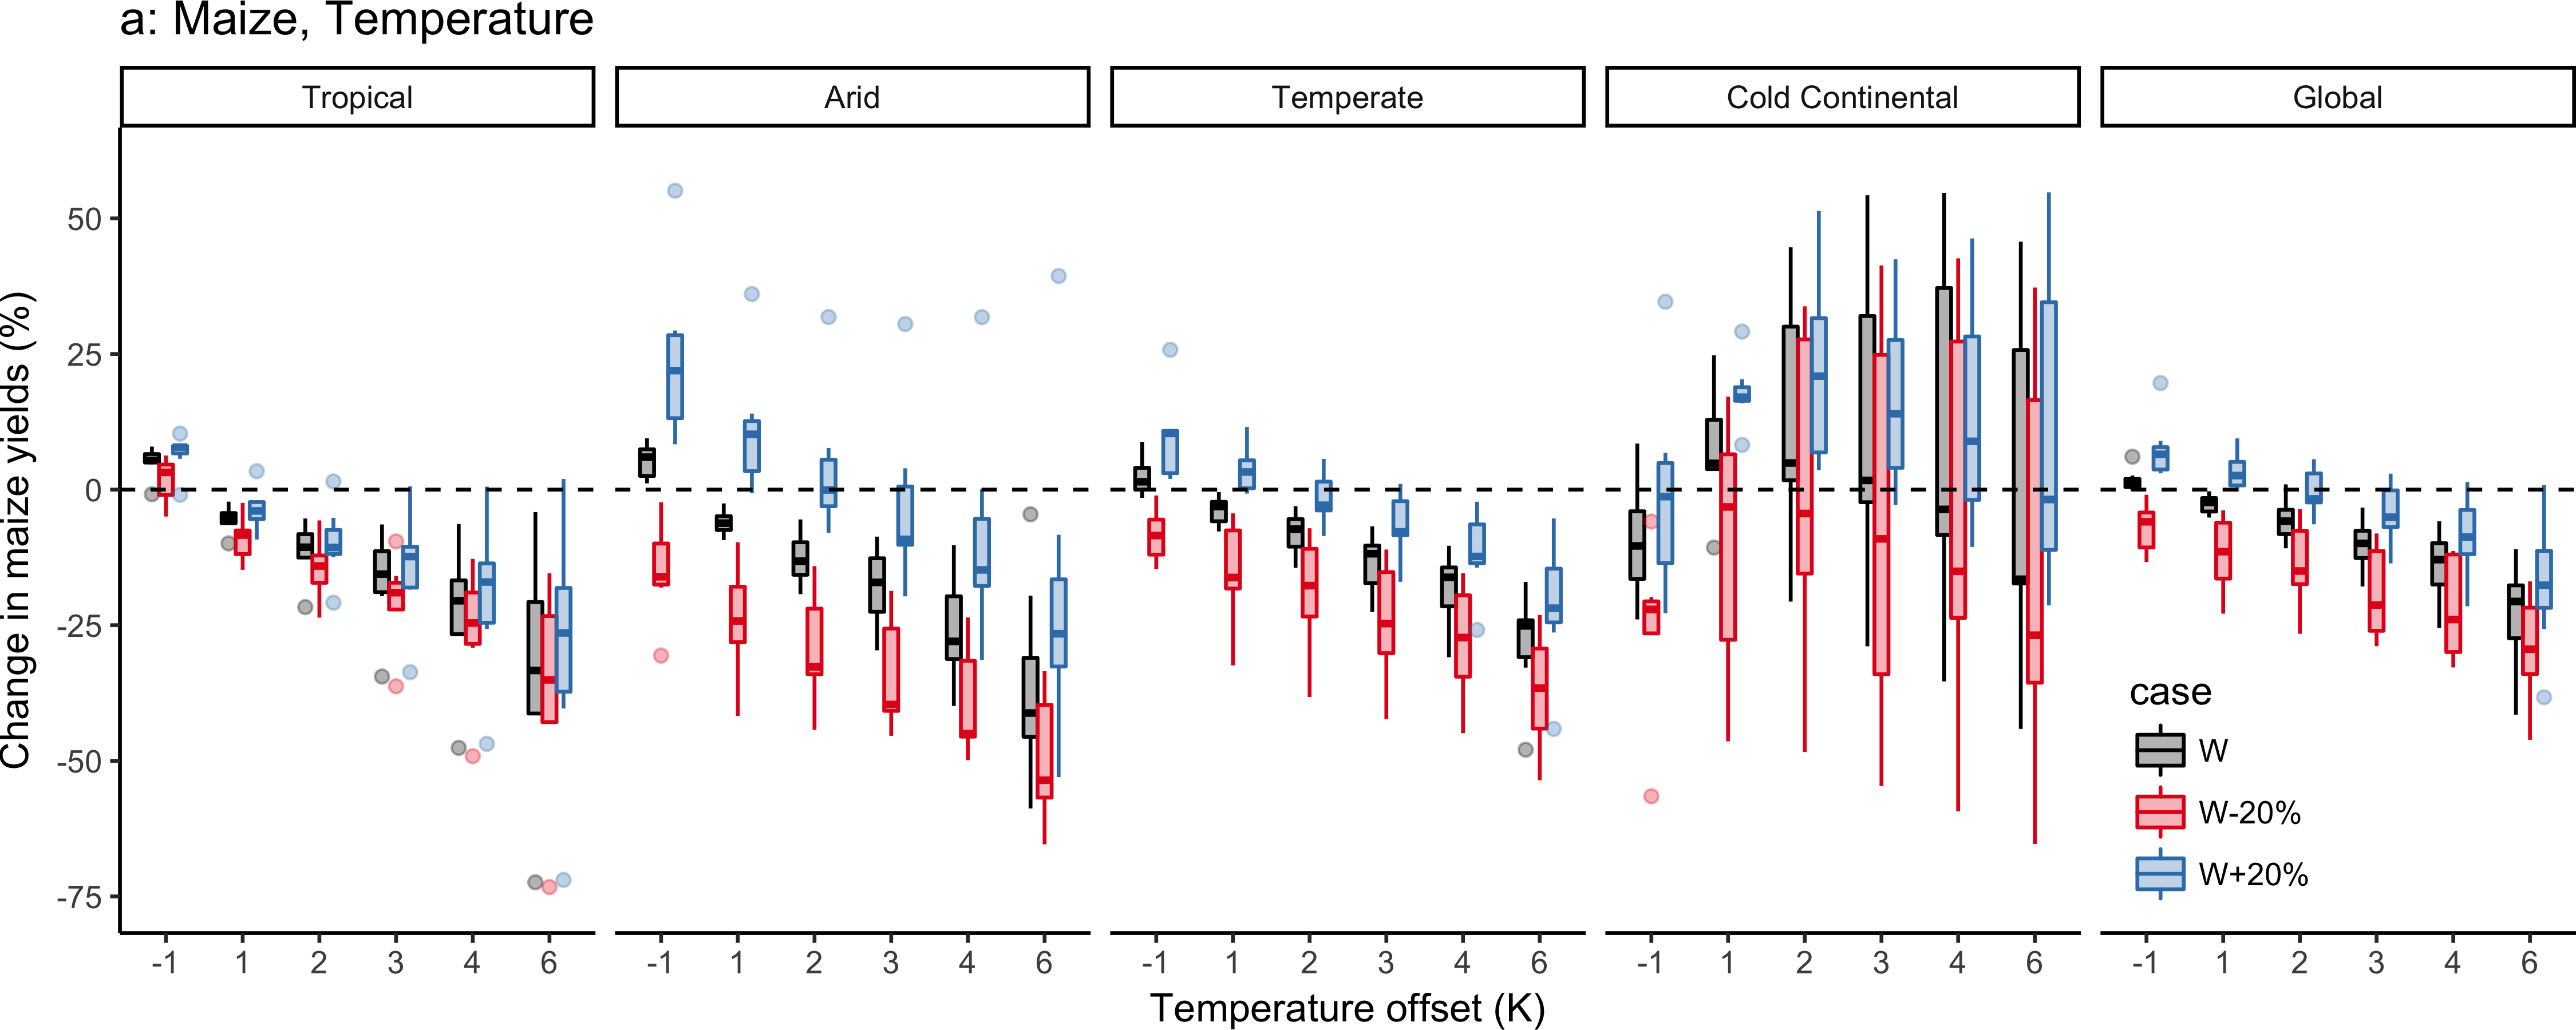 a: Maize, Temperature
Tropical Arid Temperate Cold Continental Global
Change in maize yields (%)
50
25
0
-25
-50
-75
case
W
W-20%
W+20%
-1 1 2 3 4 6 -1 1 2 3 4 6 -1 1 2 3 4 6 -1 1 2 3 4 6 -1 1 2 3 4 6
Temperature offset (K)